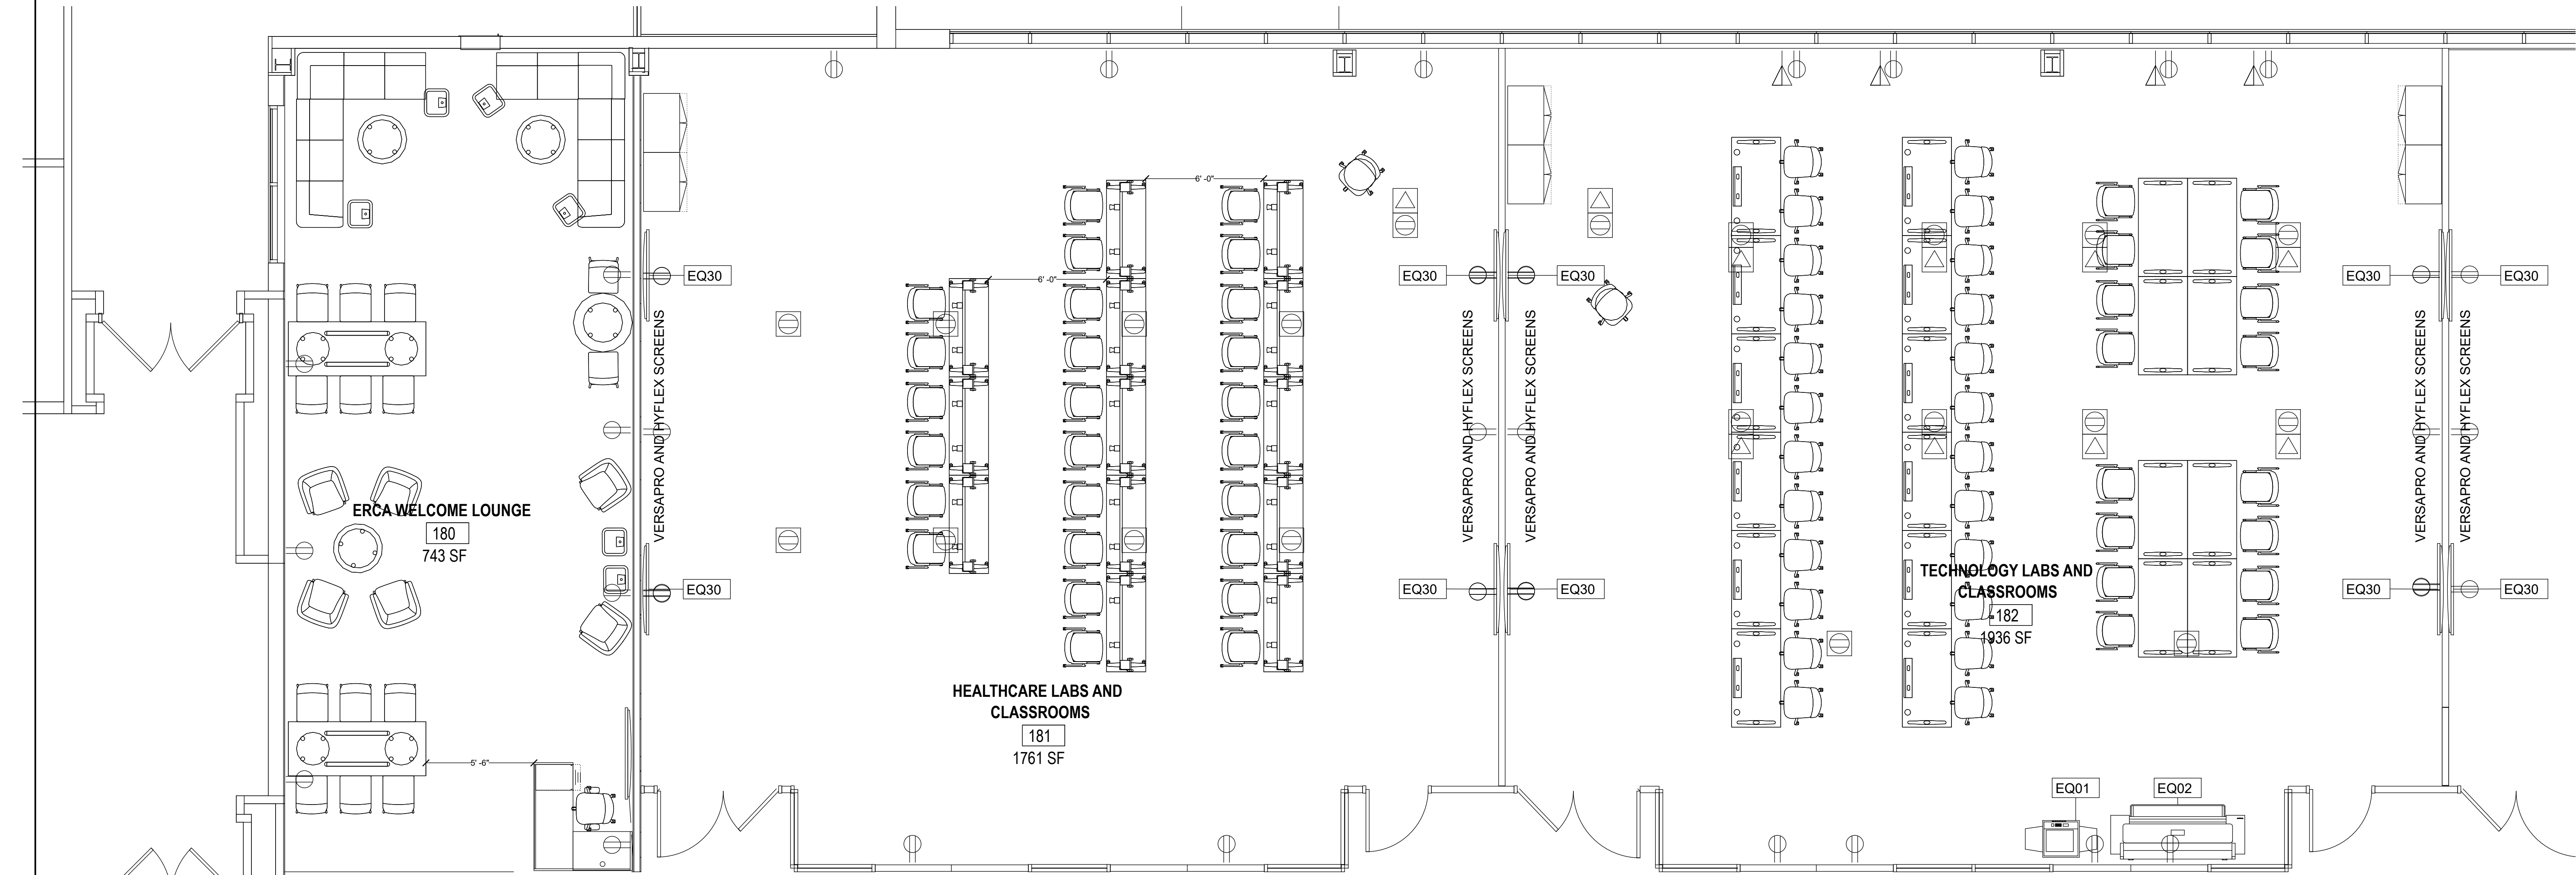 6' -0"
EQ30
EQ30
EQ30
EQ30
EQ30
6' -0"
VERSAPRO AND HYFLEX SCREENS
VERSAPRO AND HYFLEX SCREENS
VERSAPRO AND HYFLEX SCREENS
VERSAPRO AND HYFLEX SCREENS
VERSAPRO AND HYFLEX SCREENS
ERCA WELCOME LOUNGE
180
743 SF
EQ30
EQ30
EQ30
EQ30
EQ30
TECHNOLOGY LABS AND
CLASSROOMS
182
1936 SF
HEALTHCARE LABS AND
CLASSROOMS
181
1761 SF
5' -6"
EQ01
EQ02